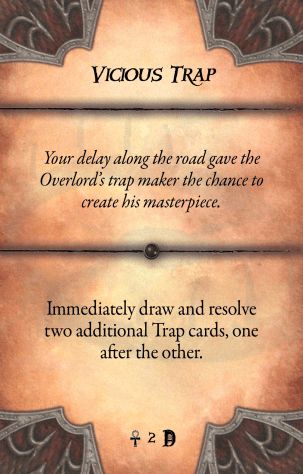 Vicious Trap
Your delay along the road gave the
Overlord's trap maker the chance to
create his masterpiece.
Immediately draw and resolve
two additional Trap cards, one
after the other.
2 D